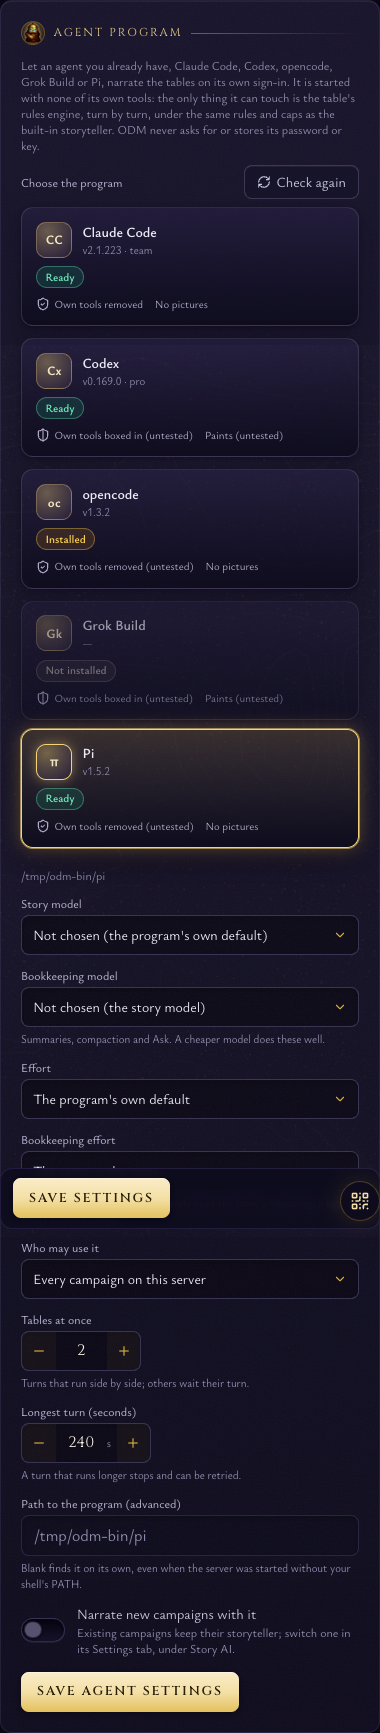 AGENT PROGRAM
Let an agent you already have, Claude Code, Codex, opencode,
Grok Build or Pi, narrate the tables on its own sign-in. It is started
with none of its own tools: the only thing it can touch is the table's
rules engine, turn by turn, under the same rules and caps as the
built-in storyteller. ODM never asks for or stores its password or
key.
Choose the program
Check again
CC
Claude Code
v2.1.223 · team
Ready
Own tools removed No pictures
Cx
Codex
v0.169.0 · pro
Ready
Own tools boxed in (untested) Paints (untested)
oc
opencode
v1.3.2
Installed
Own tools removed (untested) No pictures
Gk
Grok Build
—
Not installed
Own tools boxed in (untested) Paints (untested)
π
Pi
v1.5.2
Ready
Own tools removed (untested) No pictures
/tmp/odm-bin/pi
Story model
Not chosen (the program's own default)
Bookkeeping model
Not chosen (the story model)
Summaries, compaction and Ask. A cheaper model does these well.
Effort
The program's own default
Bookkeeping effort
SAVE SETTINGS
Who may use it
Every campaign on this server
Tables at once
− 2 +
Turns that run side by side; others wait their turn.
Longest turn (seconds)
− 240 s +
A turn that runs longer stops and can be retried.
Path to the program (advanced)
/tmp/odm-bin/pi
Blank finds it on its own, even when the server was started without your
shell's PATH.
Narrate new campaigns with it
Existing campaigns keep their storyteller; switch one in
its Settings tab, under Story AI.
SAVE AGENT SETTINGS